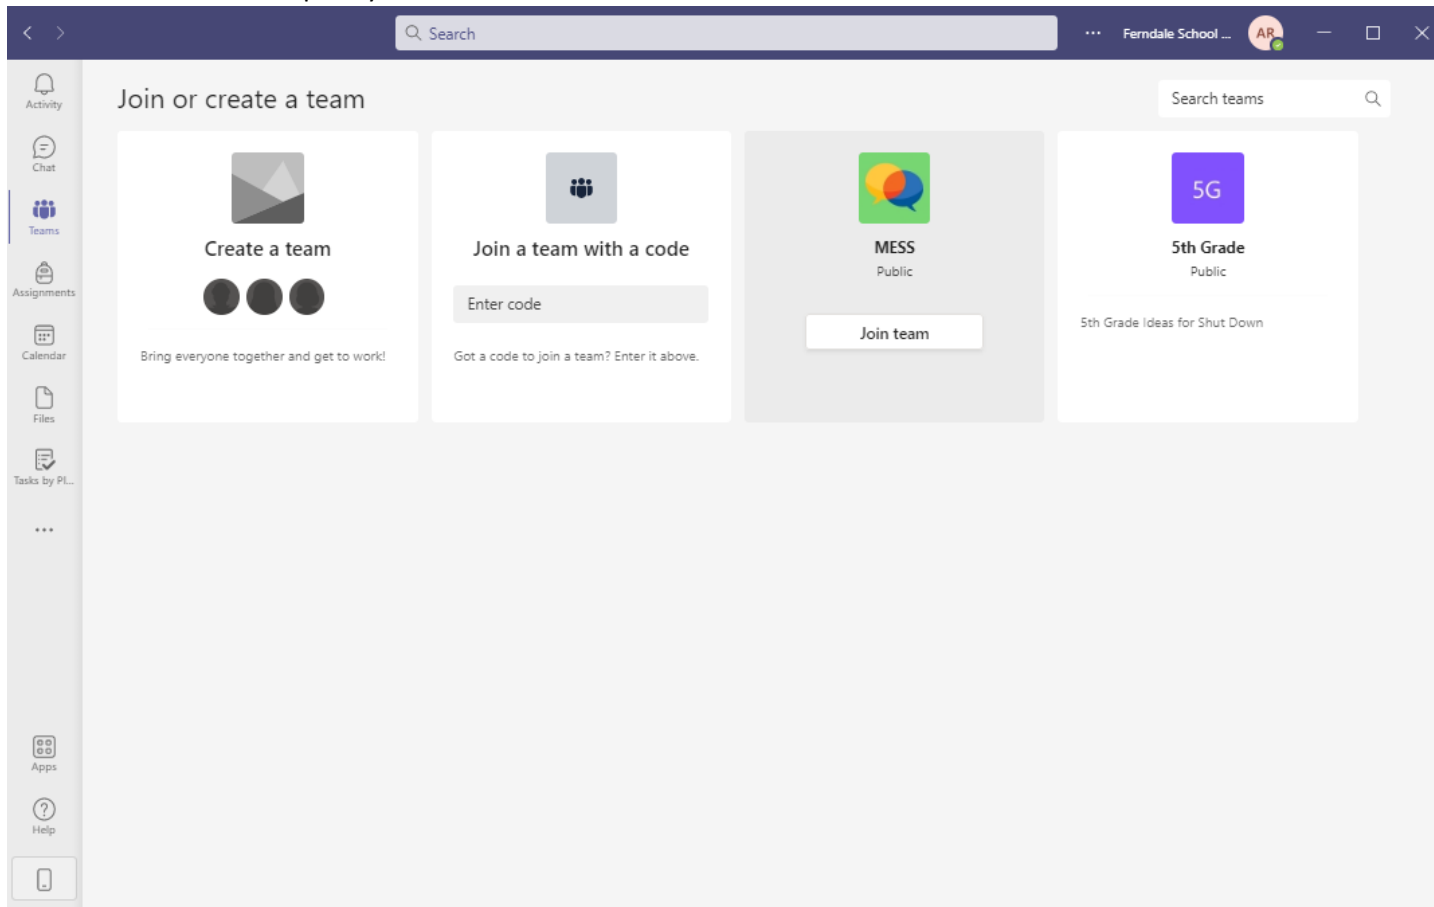 Search
Ferndale School ...
AR
Activity
Chat
Teams
Assignments
Calendar
Files
Tasks by Pl...
Apps
Help
Join or create a team
Search teams
Create a team
Bring everyone together and get to work!
Join a team with a code
Enter code
Got a code to join a team? Enter it above.
MESS
Public
Join team
5G
5th Grade
Public
5th Grade Ideas for Shut Down